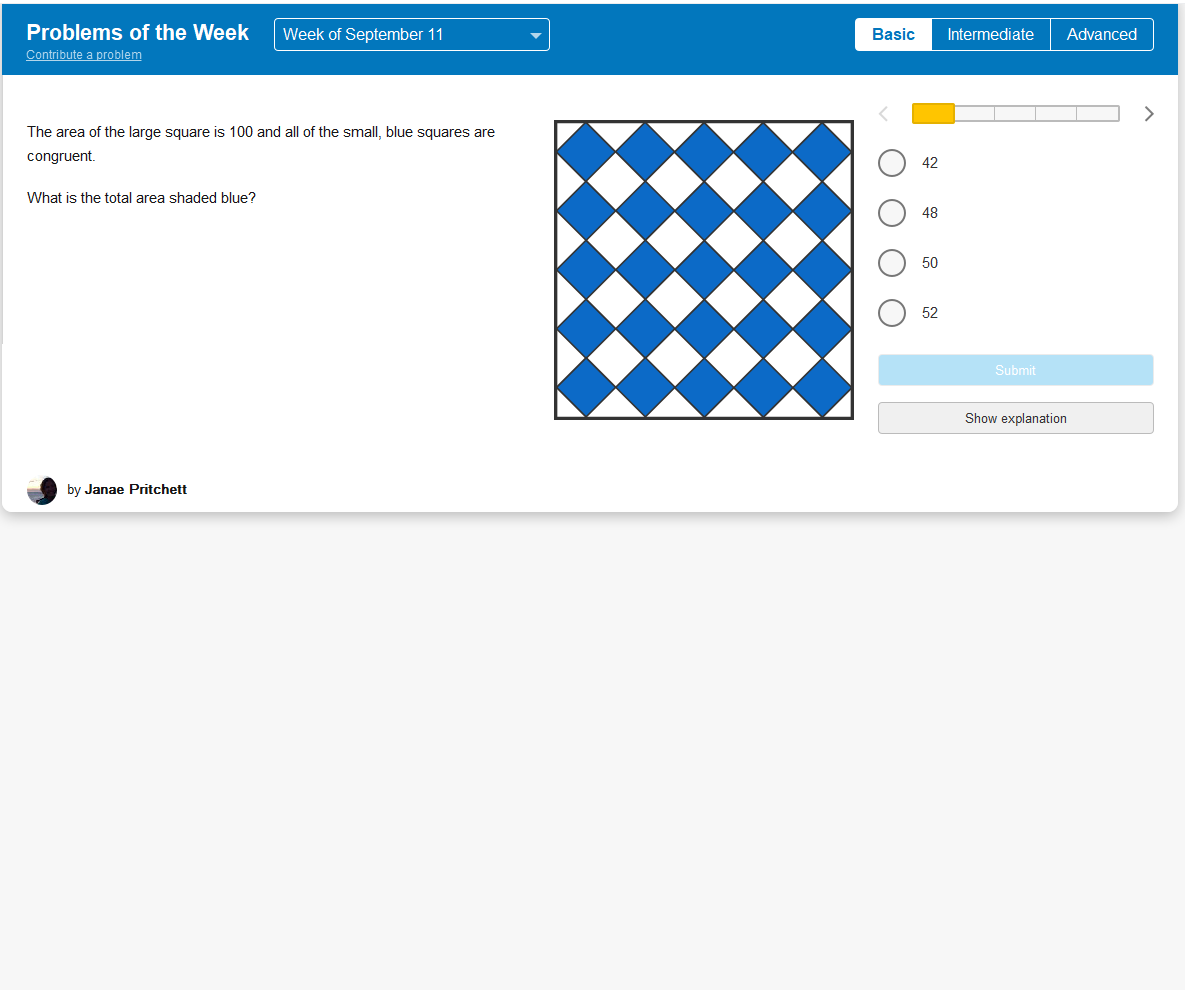 Problems of the Week
Contribute a problem
Week of September 11
Basic
Intermediate
Advanced
The area of the large square is 100 and all of the small, blue squares are
congruent.
What is the total area shaded blue?
42
48
50
52
Submit
Show explanation
by Janae Pritchett